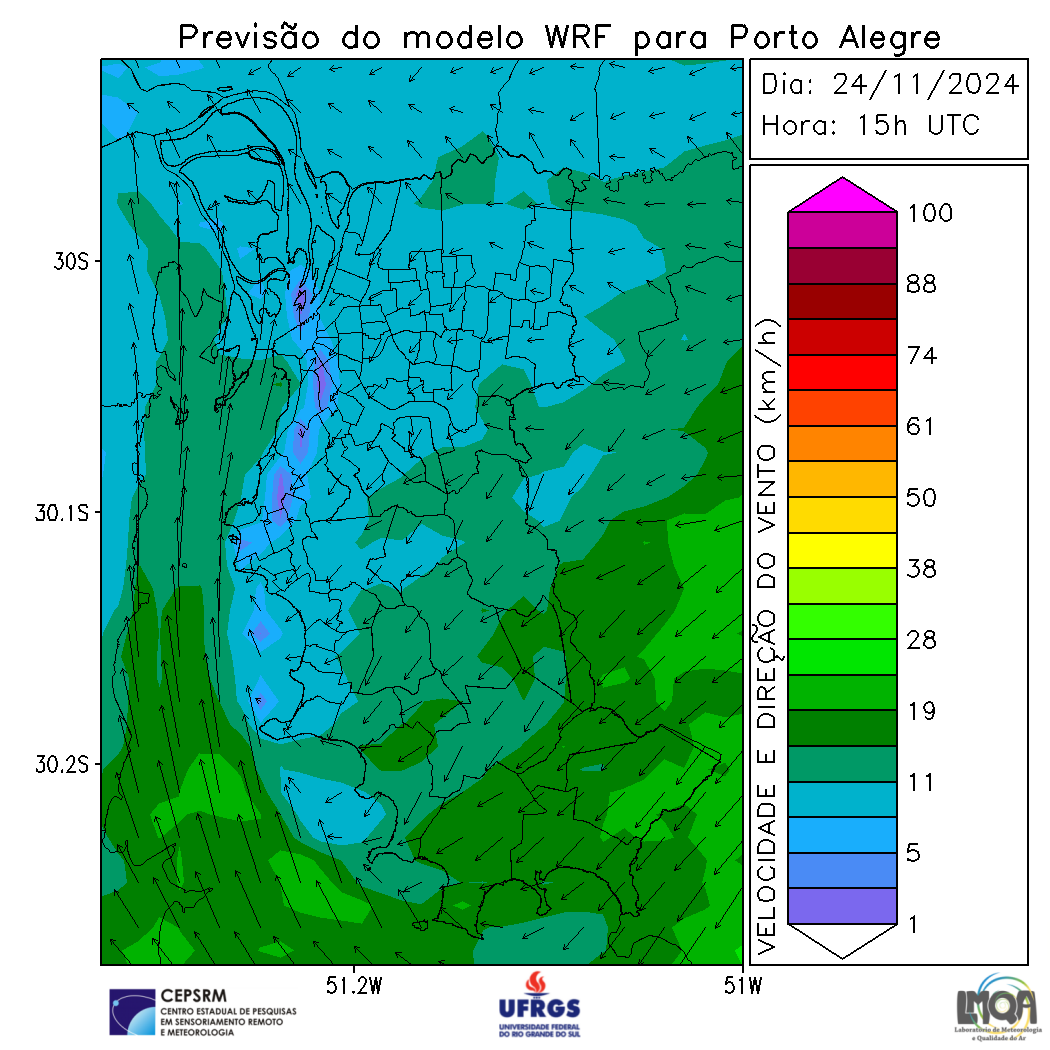 Previsão do modelo WRF para Porto Alegre
Dia: 24/11/2024
Hora: 15h UTC
30S
30.1S
30.2S
51.2W
51W
VELOCIDADE E DIREÇÃO DO VENTO (km/h)
100
88
74
61
50
38
28
19
11
5
1
CEPSRM
CENTRO ESTADUAL DE PESQUISAS
EM SENSORIAMENTO REMOTO
E METEOROLOGIA
UFRGS
UNIVERSIDADE FEDERAL
DO RIO GRANDE DO SUL
LMQA
Laboratório de Meteorologia
e Qualidade do Ar